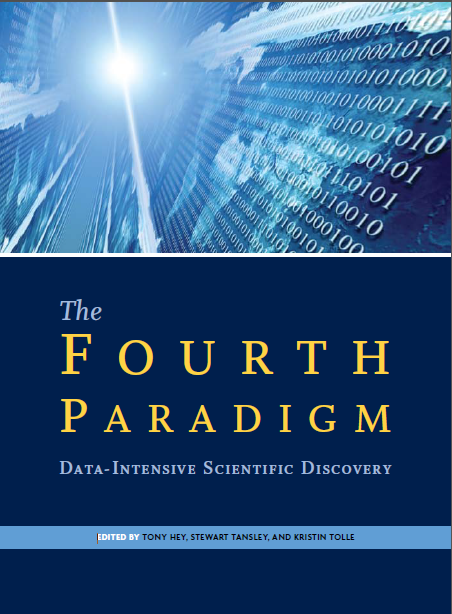 The
FOURTH
PARADIGM
DATA-INTENSIVE SCIENTIFIC DISCOVERY
EDITED BY TONY HEY, STEWART TANSLEY, AND KRISTIN TOLLE